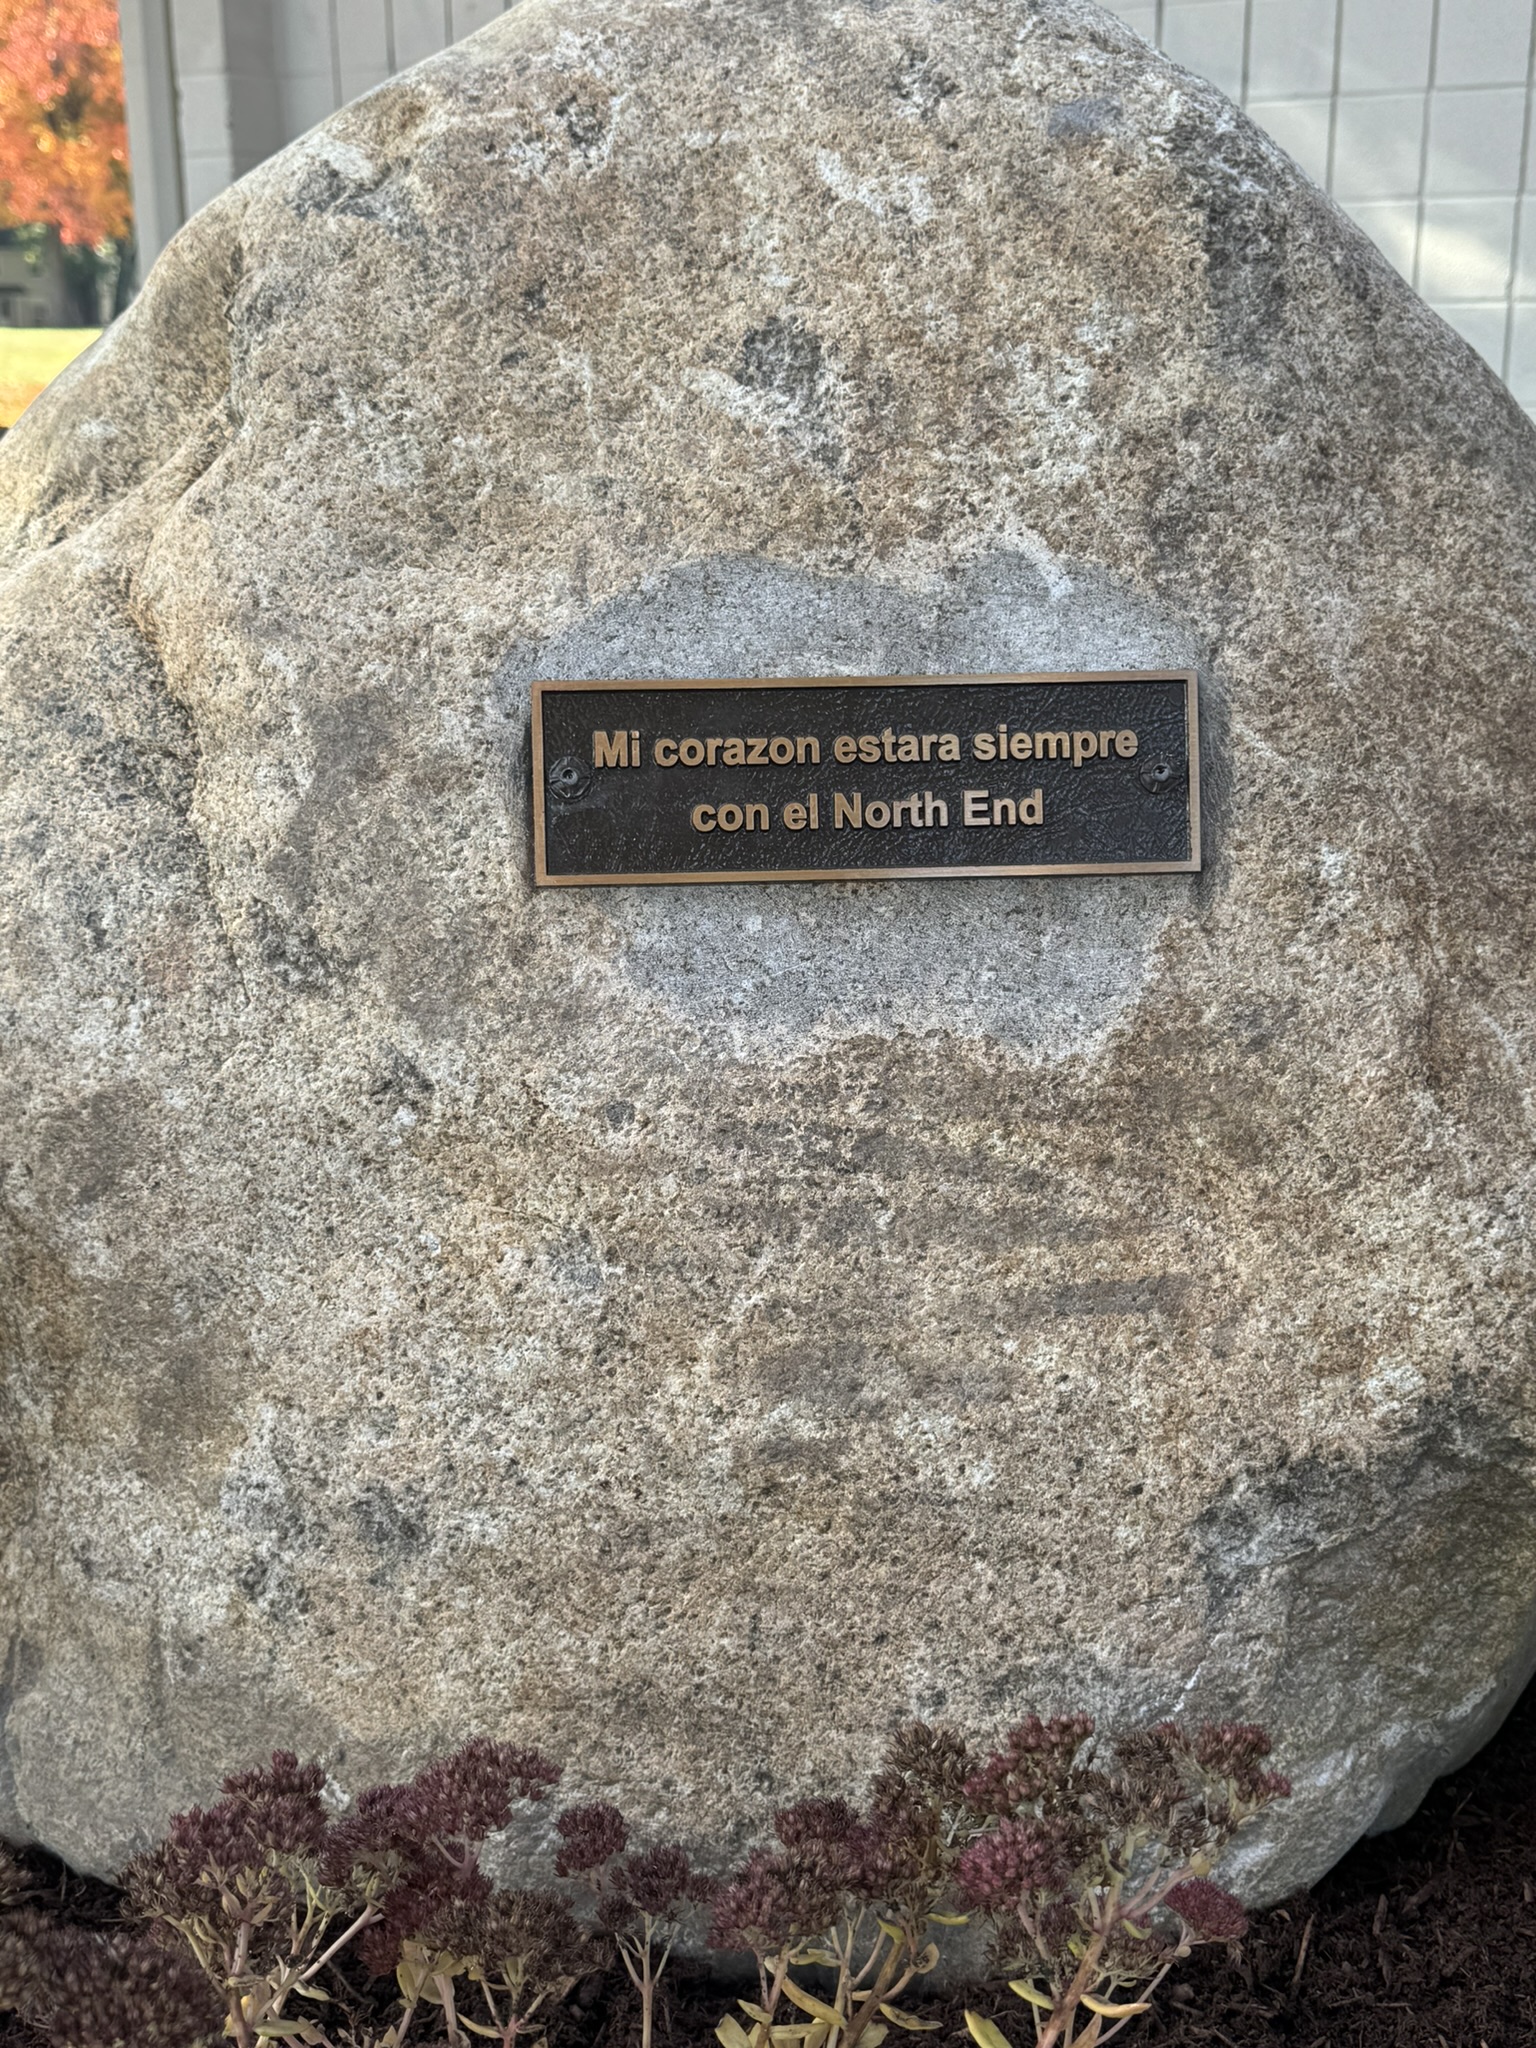 Mi corazon estara siempre
con el North End